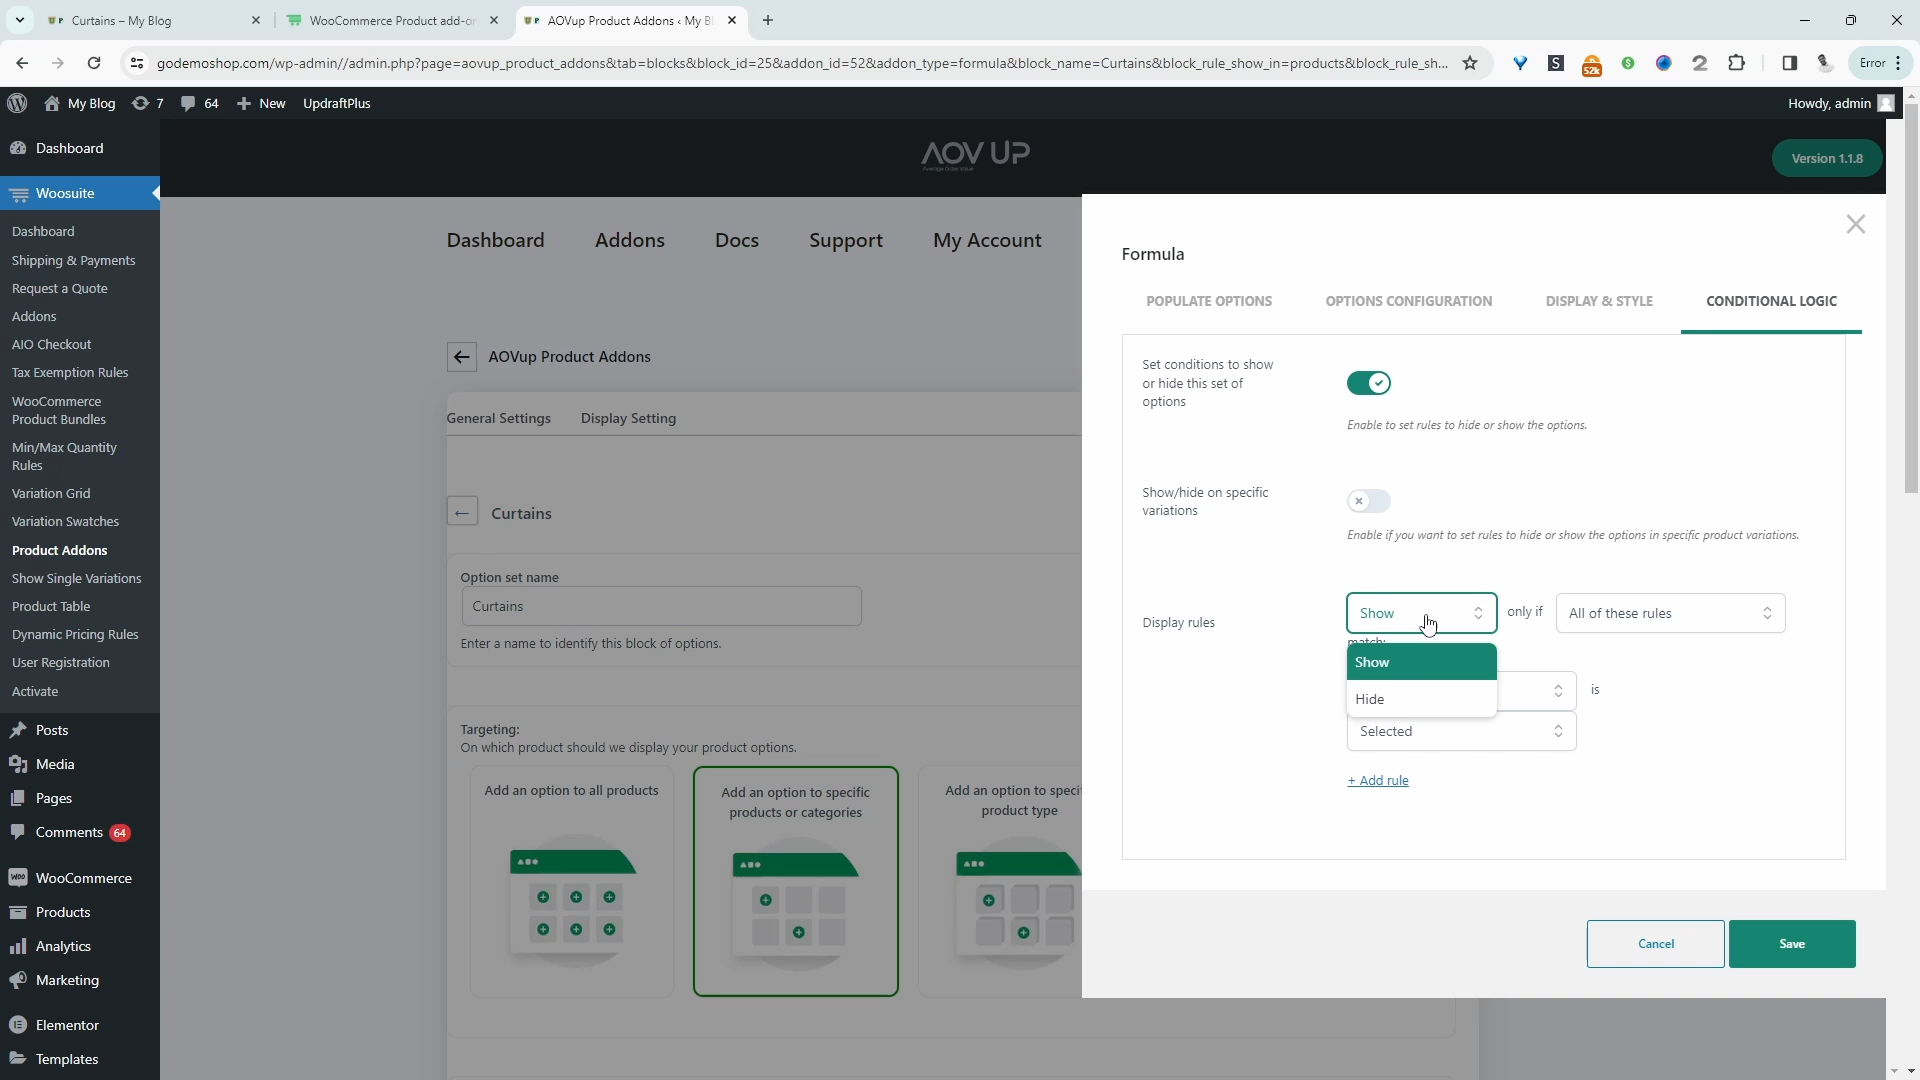 Curtains – My Blog
WooCommerce Product add-o
AOVup Product Addons ‹ My B
godemoshop.com/wp-admin//admin.php?page=aovup_product_addons&tab=blocks&block_id=25&addon_id=52&addon_type=formula&block_name=Curtains&block_rule_show_in=products&block_rule_sh...
S
52k
Error
My Blog
7
64
New
UpdraftPlus
Howdy, admin
Dashboard
Woosuite
Dashboard
Shipping & Payments
Request a Quote
Addons
AIO Checkout
Tax Exemption Rules
WooCommerce
Product Bundles
Min/Max Quantity
Rules
Variation Grid
Variation Swatches
Product Addons
Show Single Variations
Product Table
Dynamic Pricing Rules
User Registration
Activate
Posts
Media
Pages
Comments 64
WooCommerce
Products
Analytics
Marketing
Elementor
Templates
AOV UP
Average Order Value
Version 1.1.8
Dashboard
Addons
Docs
Support
My Account
AOVup Product Addons
General Settings
Display Setting
Curtains
Option set name
Curtains
Enter a name to identify this block of options.
Targeting:
On which product should we display your product options.
Add an option to all products
Add an option to specific
products or categories
Add an option to speci
product type
Formula
POPULATE OPTIONS
OPTIONS CONFIGURATION
DISPLAY & STYLE
CONDITIONAL LOGIC
Set conditions to show
or hide this set of
options
Enable to set rules to hide or show the options.
Show/hide on specific
variations
Enable if you want to set rules to hide or show the options in specific product variations.
Display rules
Show
only if
All of these rules
match:
Show
Hide
is
Selected
+ Add rule
Cancel
Save